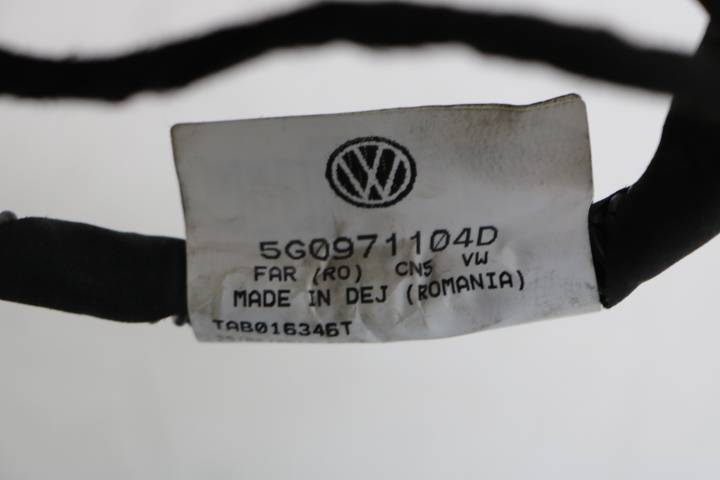 5G0971104D
FAR (RO) CN5 VW
MADE IN DEJ (ROMANIA)
TAB016346T